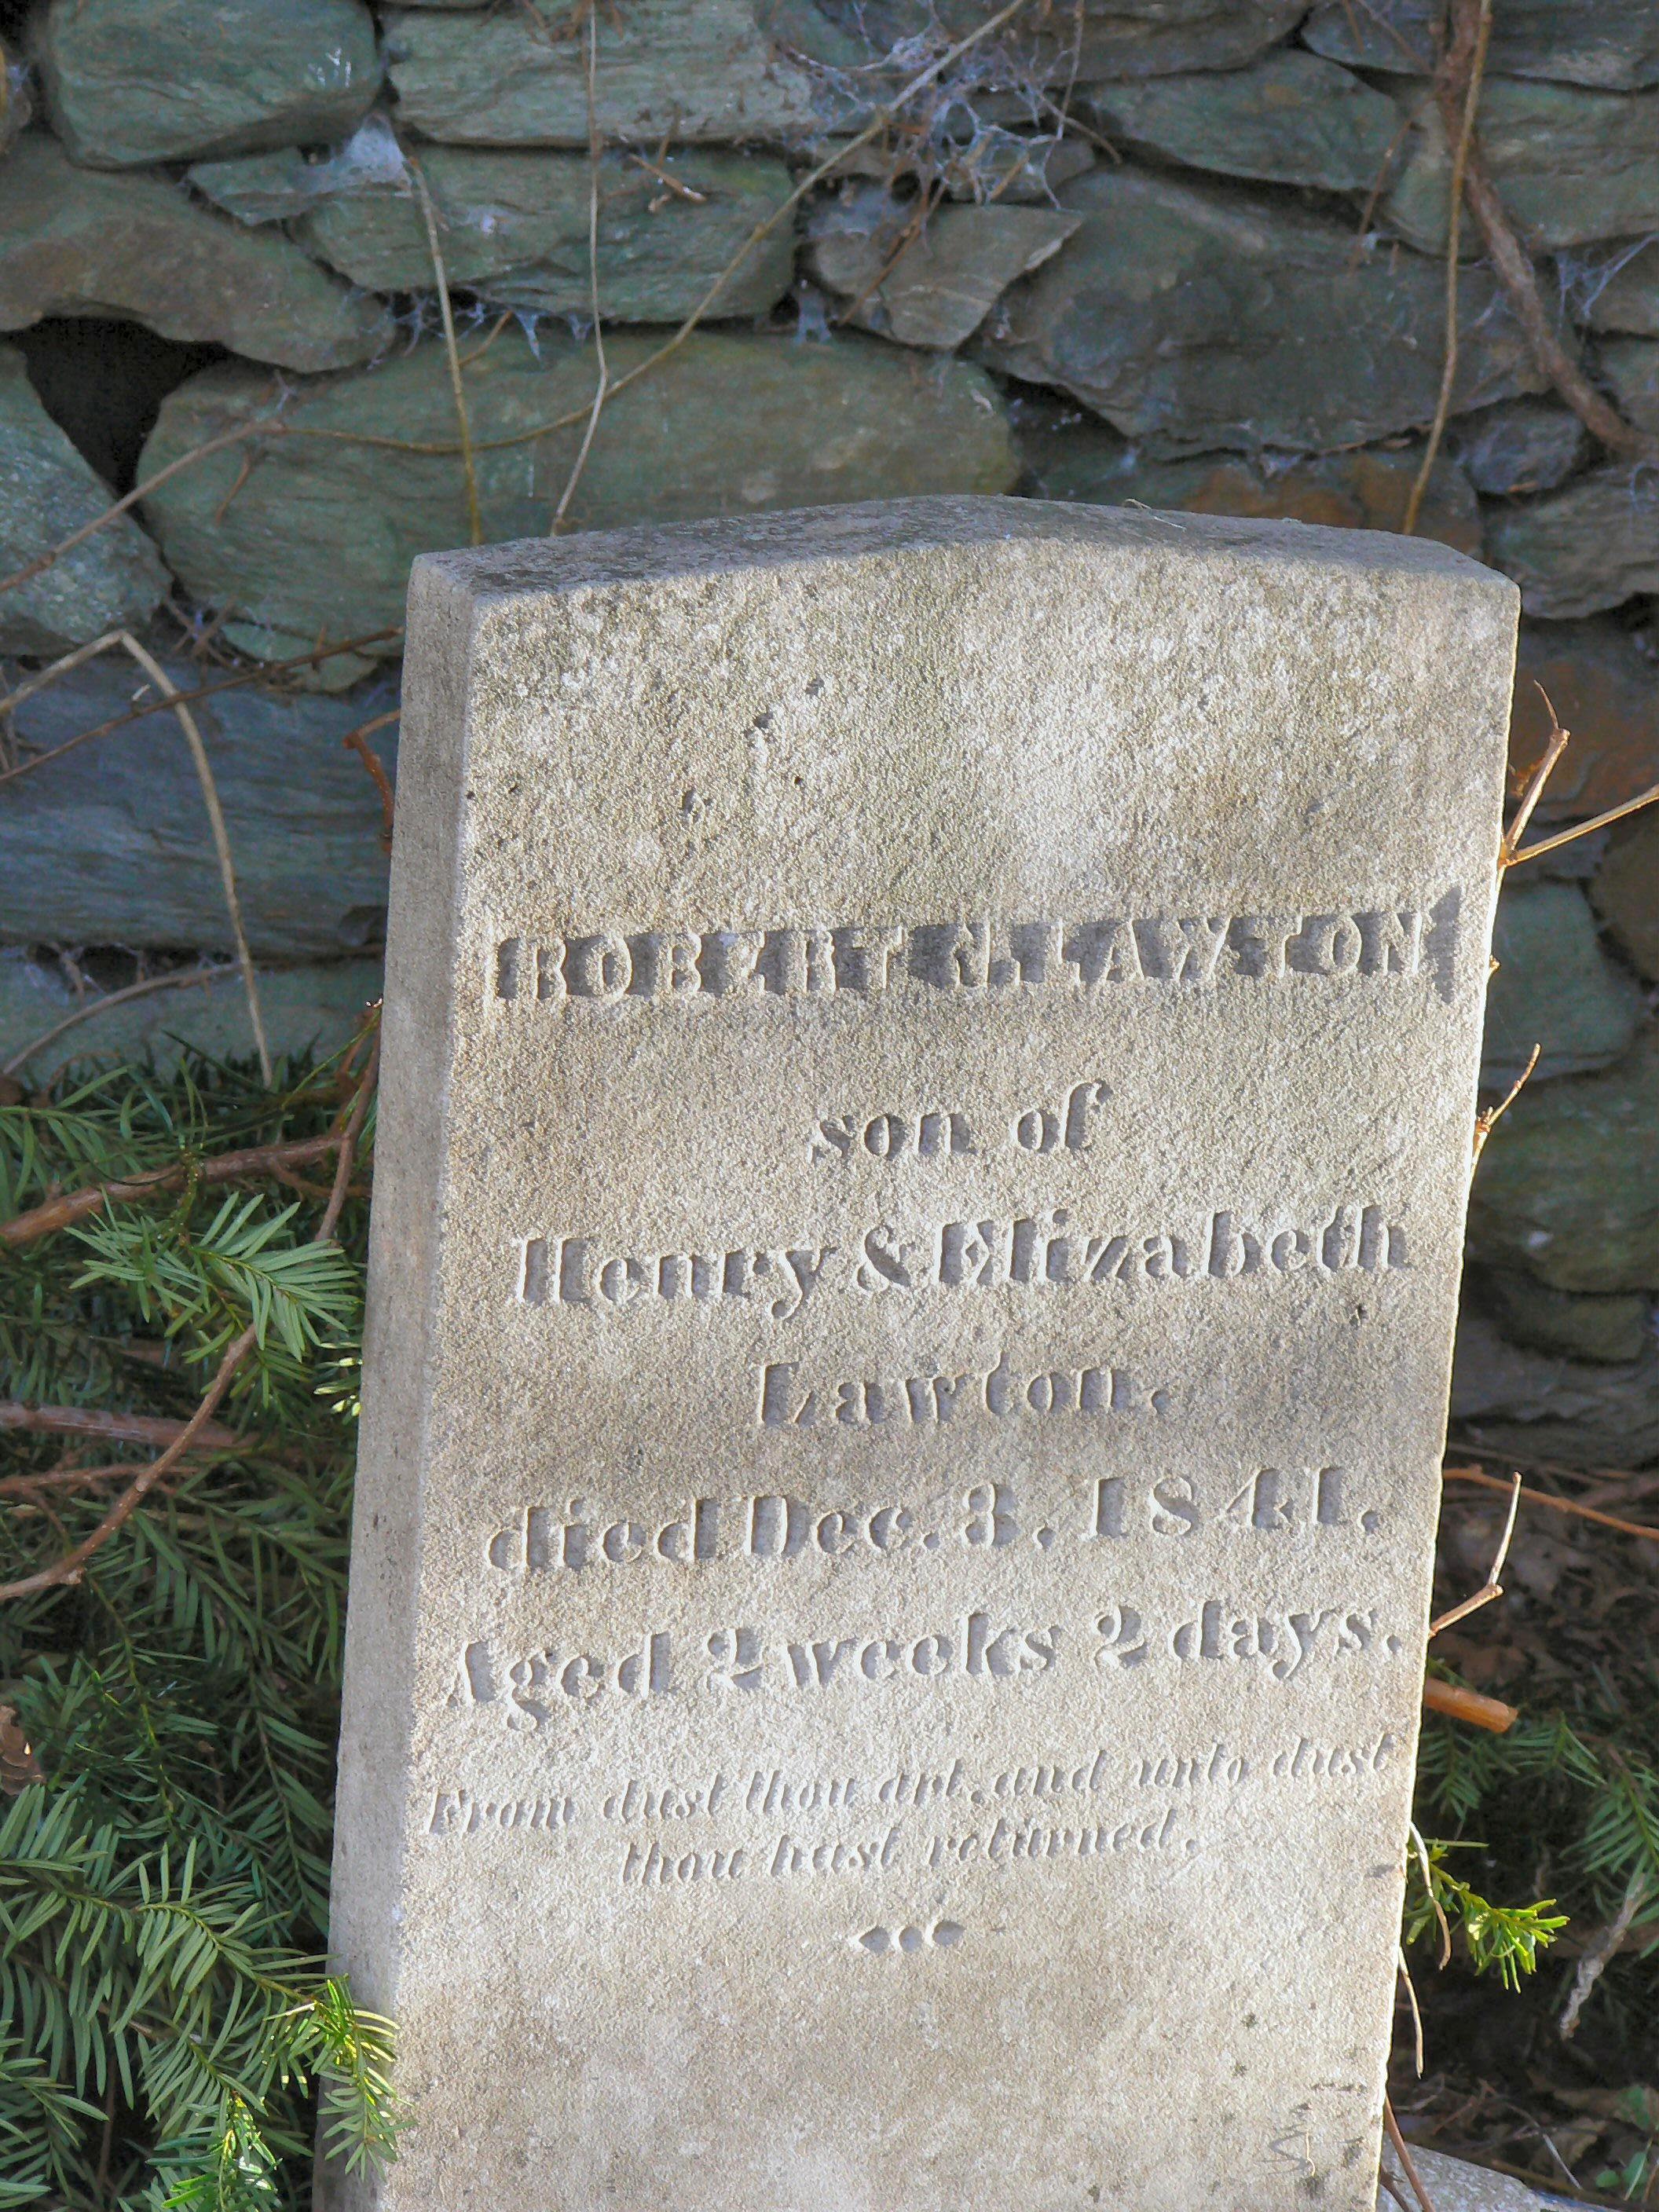 ROBERT N. LAWSTON
son of
Henry & Elizabeth
Lawton.
died Dec. 3. 1841.
Aged 2 weeks 2 days.
From dust thou art, and unto dust
thou hast returned,